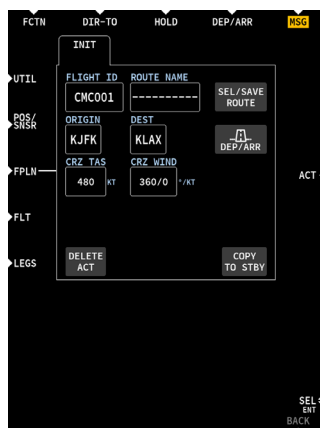 FCTN DIR-TO HOLD DEP/ARR MSG
INIT
UTIL
FLIGHT ID ROUTE NAME
CMC001 ---------- SEL/SAVE
ROUTE
POS/
SNSR
ORIGIN DEST
KJFK KLAX
DEP/ARR
CRZ TAS CRZ WIND
FPLN
480 KT 360/0 °/KT
ACT
FLT
LEGS
DELETE
ACT
COPY
TO STBY
SEL
ENT
BACK